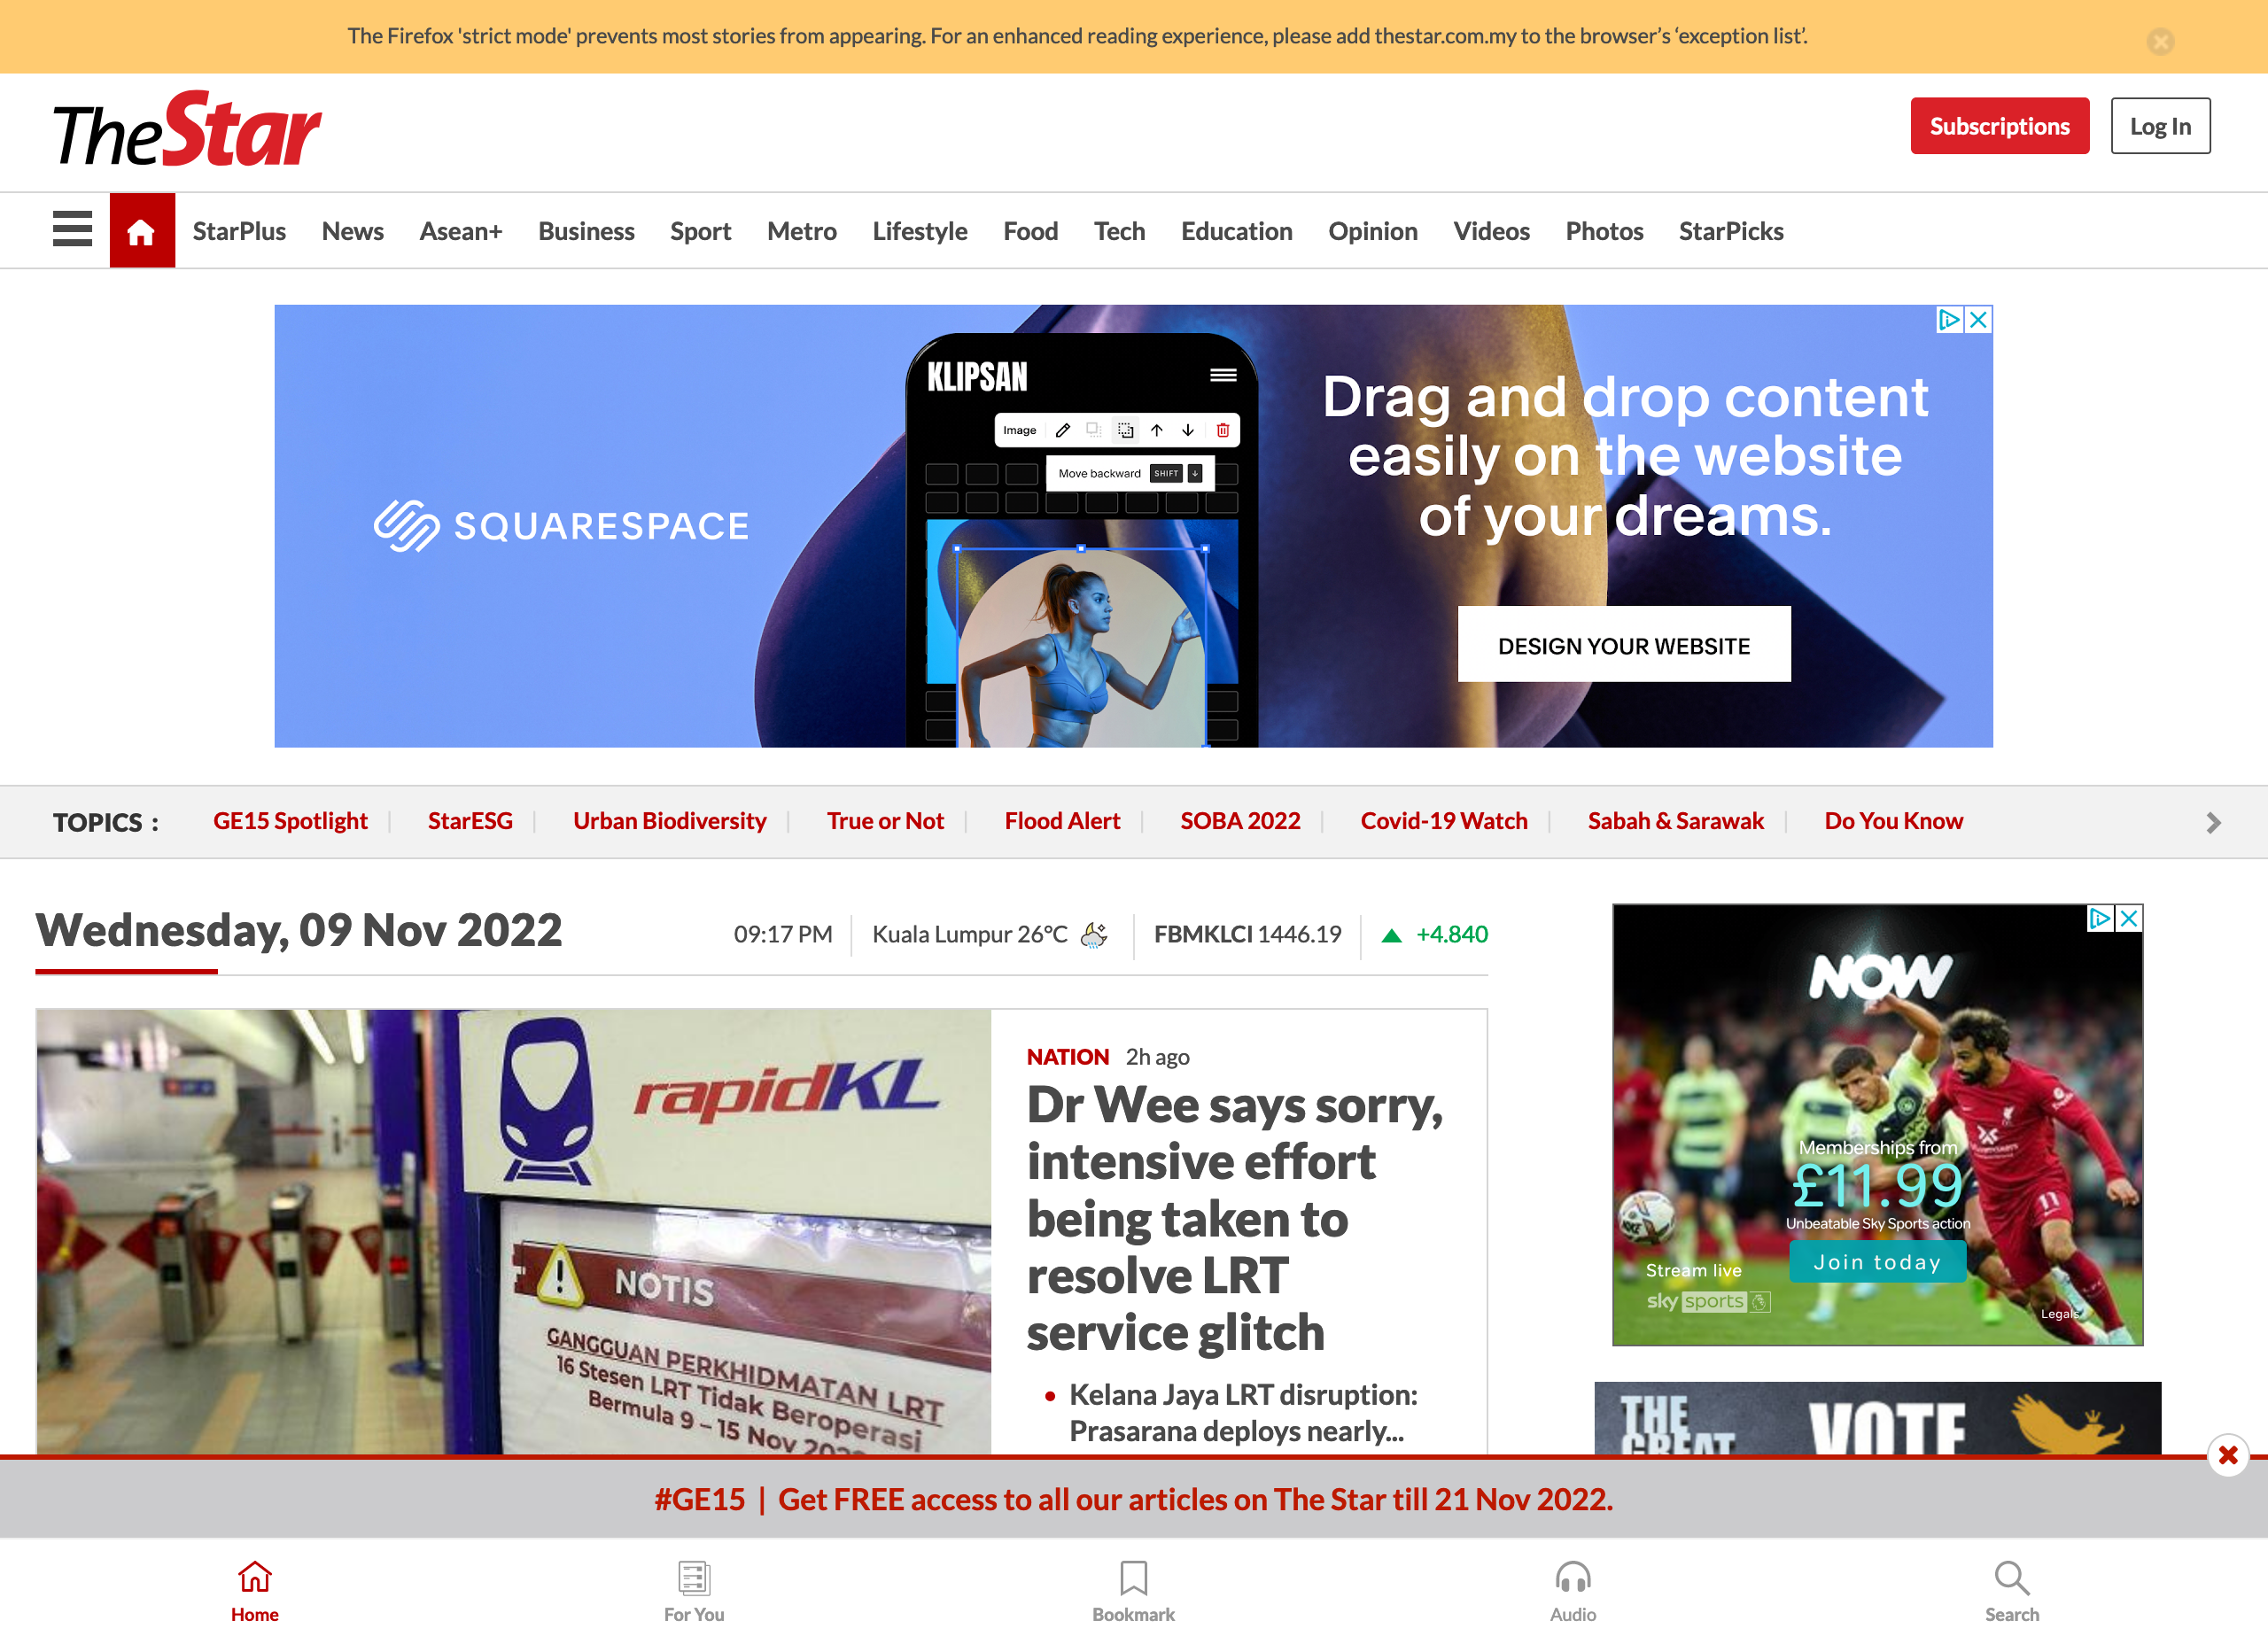 The Firefox 'strict mode' prevents most stories from appearing. For an enhanced reading experience, please add thestar.com.my to the browser’s ‘exception list’.
TheStar
Subscriptions
Log In
StarPlus
News
Asean+
Business
Sport
Metro
Lifestyle
Food
Tech
Education
Opinion
Videos
Photos
StarPicks
SQUARESPACE
KLIPSAN
Image
Move backward SHIFT
Drag and drop content
easily on the website
of your dreams.
DESIGN YOUR WEBSITE
TOPICS :
GE15 Spotlight
StarESG
Urban Biodiversity
True or Not
Flood Alert
SOBA 2022
Covid-19 Watch
Sabah & Sarawak
Do You Know
Wednesday, 09 Nov 2022
09:17 PM
Kuala Lumpur 26°C
FBMKLCI 1446.19
+4.840
rapidKL
NOTIS
GANGGUAN PERKHIDMATAN LRT
16 Stesen LRT Tidak Beroperasi
Bermula 9 – 15 Nov
NATION 2h ago
Dr Wee says sorry,
intensive effort
being taken to
resolve LRT
service glitch
Kelana Jaya LRT disruption:
Prasarana deploys nearly...
NOW
Memberships from
£11.99
Unbeatable Sky Sports action
Join today
Stream live
sky sports
Legals
11
THE
GREAT
VOTE
#GE15 | Get FREE access to all our articles on The Star till 21 Nov 2022.
Home
For You
Bookmark
Audio
Search